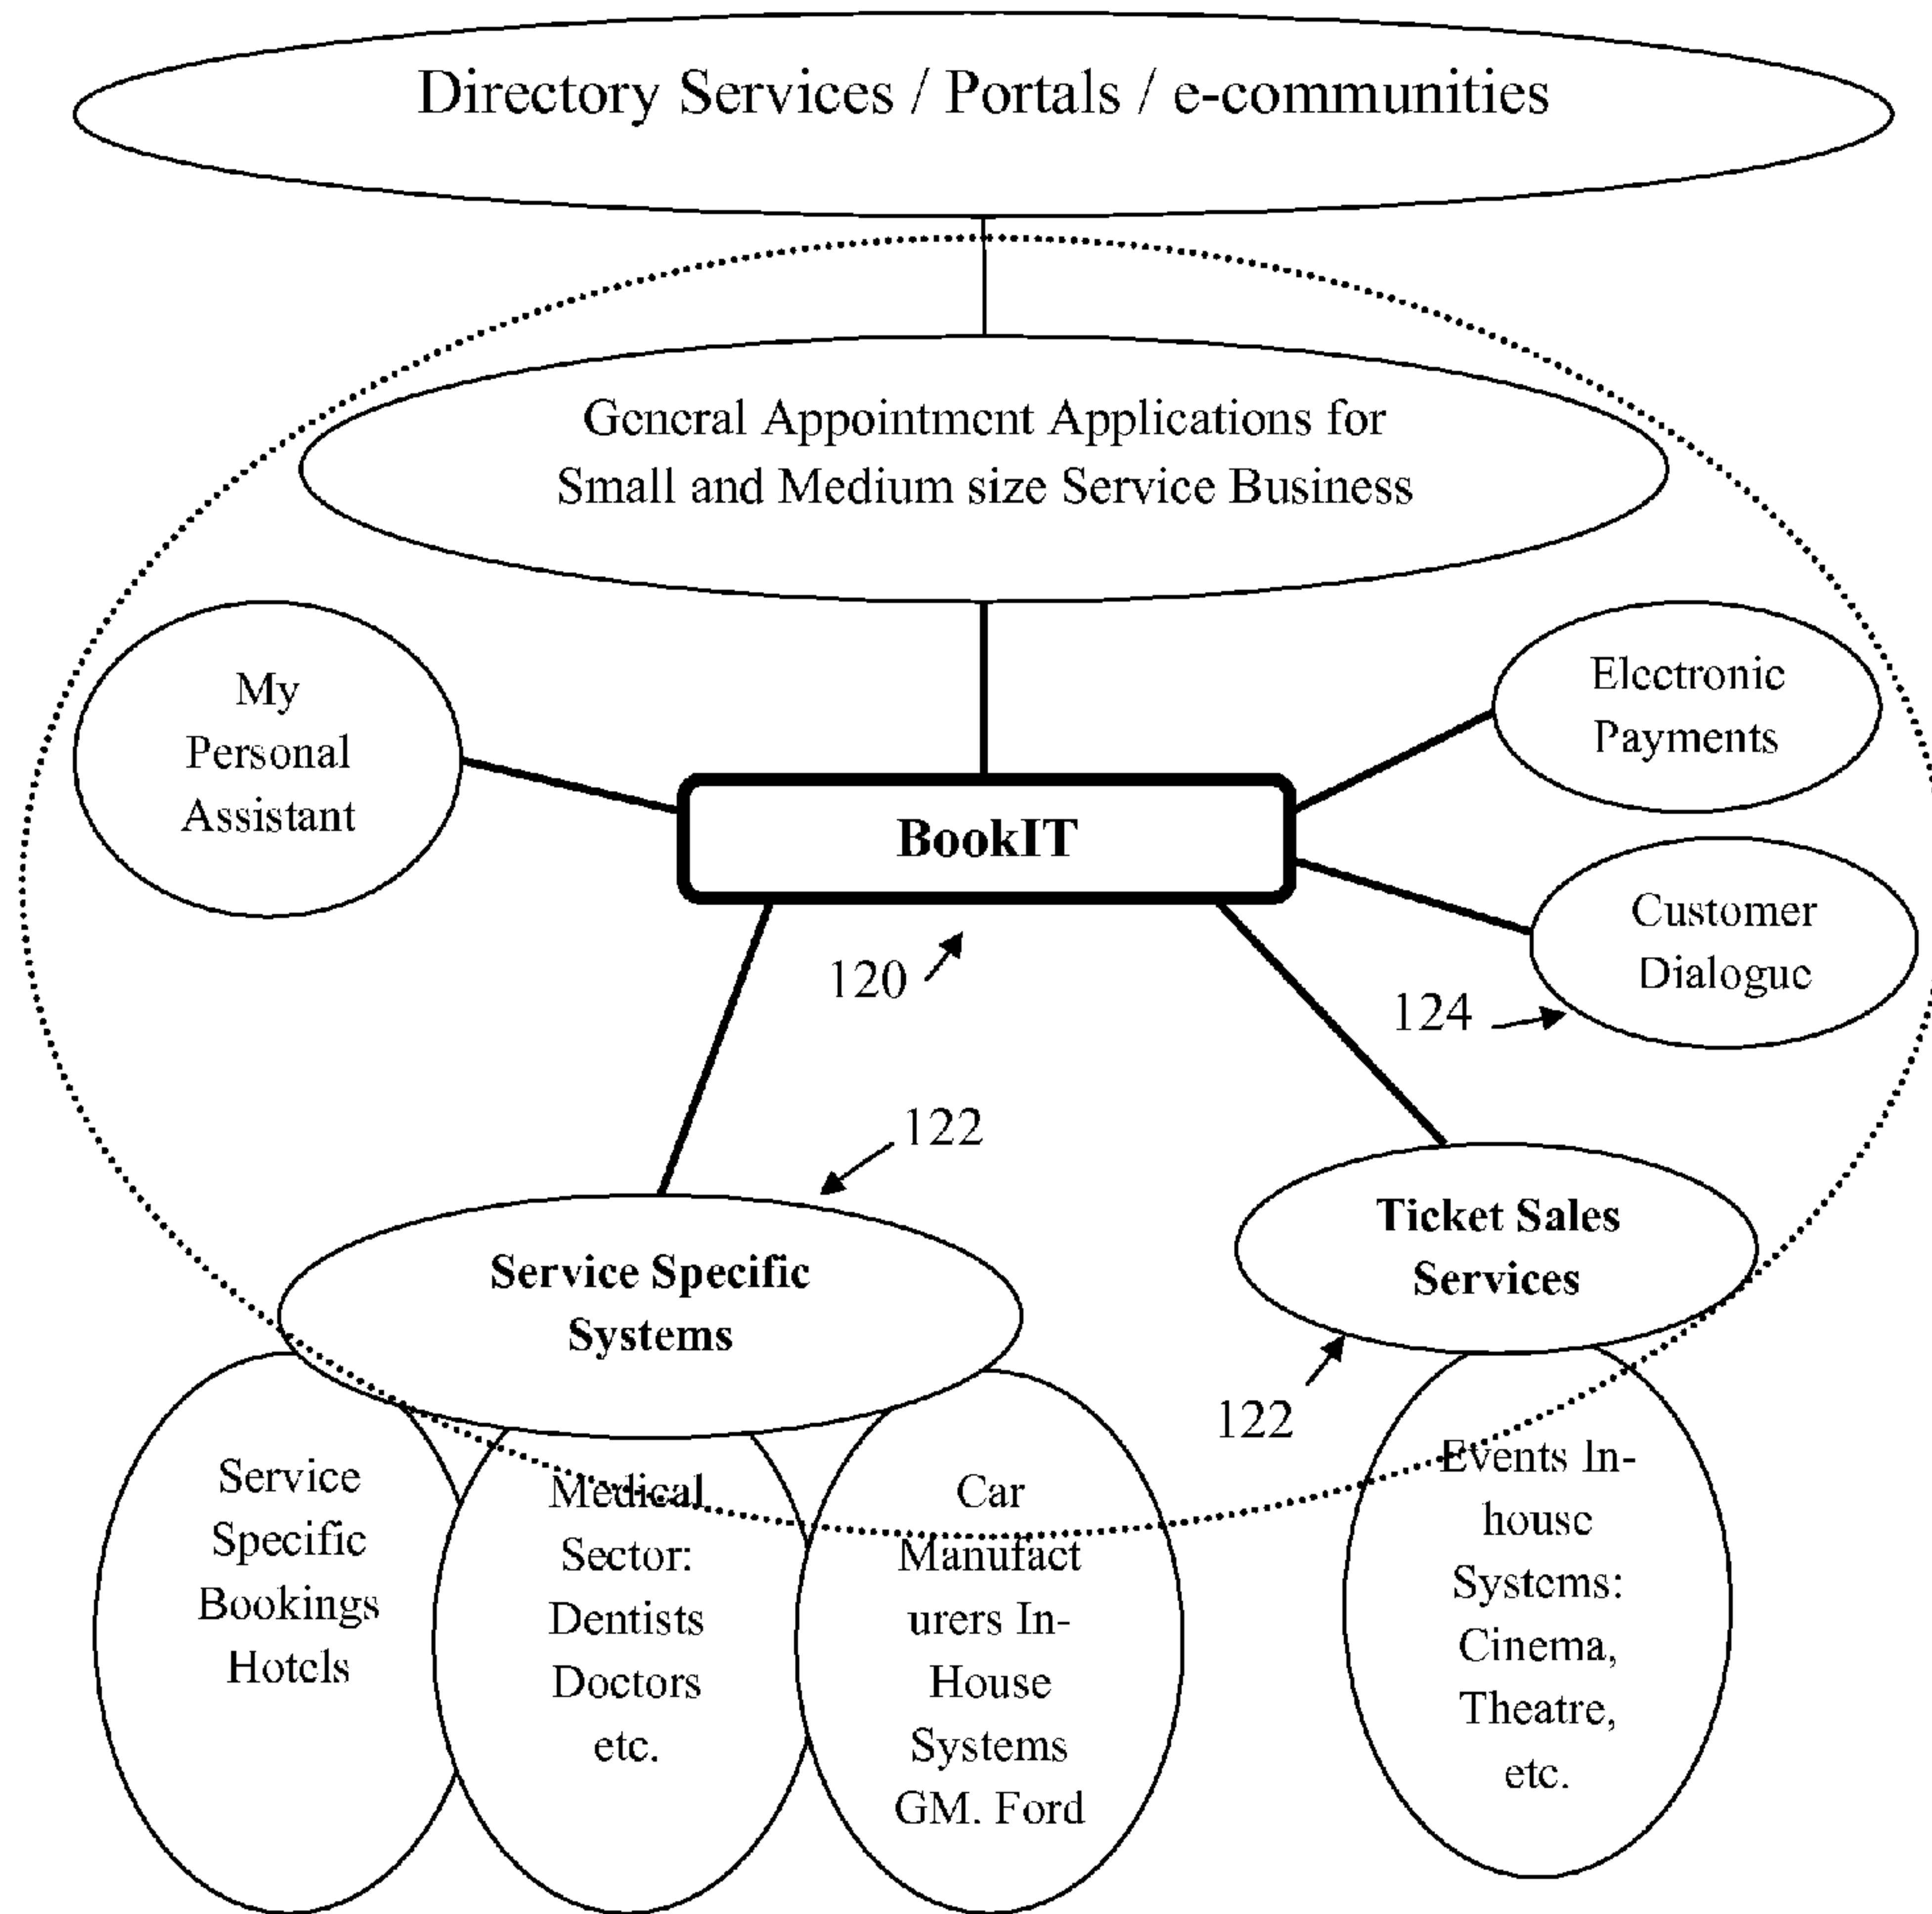 Directory Services / Portals / e-communities
General Appointment Applications for
Small and Medium size Service Business
My
Personal
Assistant
Electronic
Payments
BookIT
Customer
Dialogue
120
124
122
Service Specific
Systems
Ticket Sales
Services
122
Service
Specific
Bookings
Hotels
Medical
Sector:
Dentists
Doctors
etc.
Car
Manufact
urers In-
House
Systems
GM. Ford
Events In-
house
Systems:
Cinema,
Theatre,
etc.